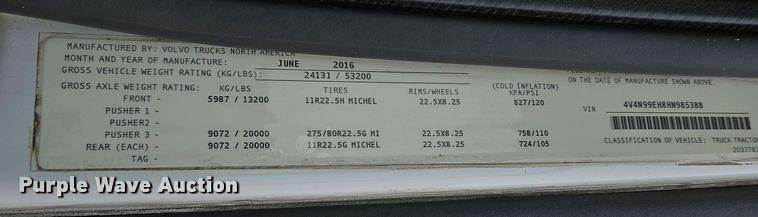 MANUFACTURED BY: VOLVO TRUCKS NORTH AMERICA
MONTH AND YEAR OF MANUFACTURE: JUNE 2016
GROSS VEHICLE WEIGHT RATING (KG/LBS): 24131 / 53200
GROSS AXLE WEIGHT RATING: KG/LBS TIRES RIMS/WHEELS (COLD INFLATION) KPA/PSI
FRONT - 5987 / 13200 11R22.5H MICHEL 22.5X8.25 827/120
PUSHER 1 -
PUSHER2 -
PUSHER 3 - 9072 / 20000 275/80R22.5G MI 22.5X8.25 758/110
REAR (EACH) - 9072 / 20000 11R22.5G MICHEL 22.5X8.25 724/105
TAG -
ON THE DATE OF MANUFACTURE SHOWN ABOVE.
VIN 4V4N99EH8HN985388
CLASSIFICATION OF VEHICLE: TRUCK TRACTOR
2037782
Purple Wave Auction